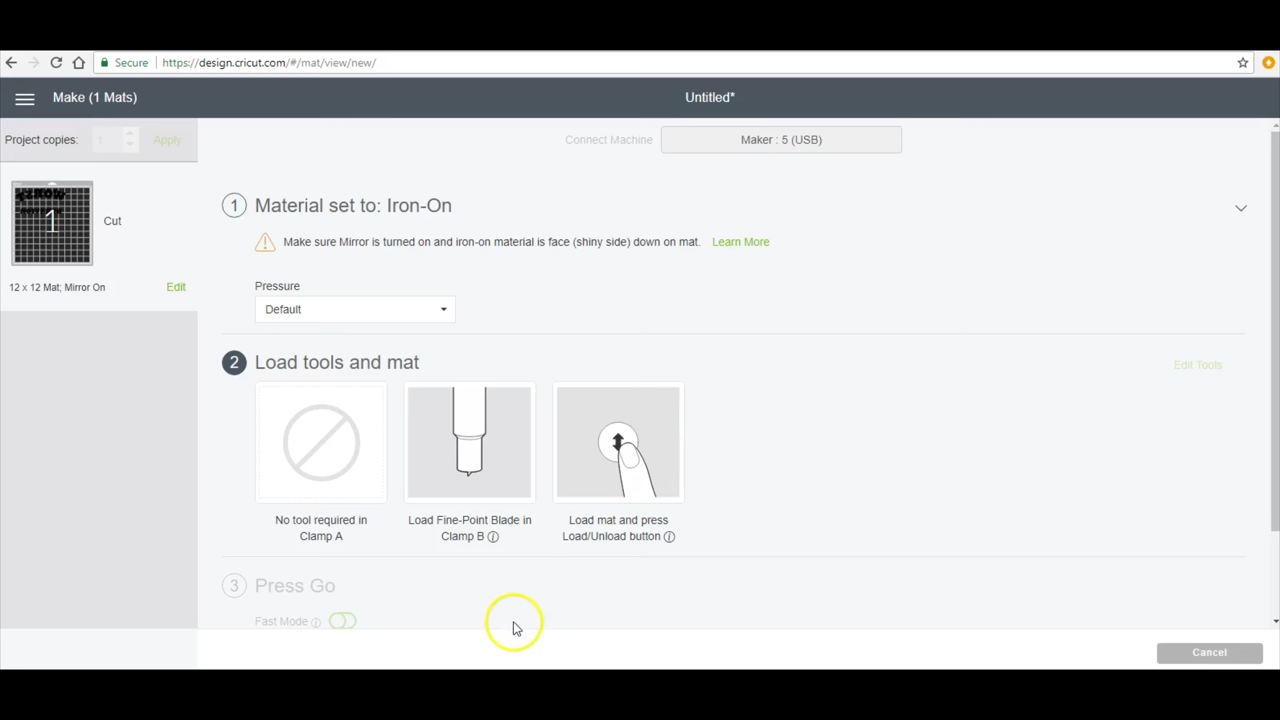 Secure https://design.cricut.com/#/mat/view/new/
Make (1 Mats)
Untitled*
Project copies: 1 Apply
Connect Machine Maker : 5 (USB)
1 Material set to: Iron-On
Make sure Mirror is turned on and iron-on material is face (shiny side) down on mat. Learn More
1
Cut
12 x 12 Mat; Mirror On Edit
Pressure
Default
2 Load tools and mat
Edit Tools
No tool required in
Clamp A
Load Fine-Point Blade in
Clamp B
Load mat and press
Load/Unload button
3 Press Go
Fast Mode
Cancel